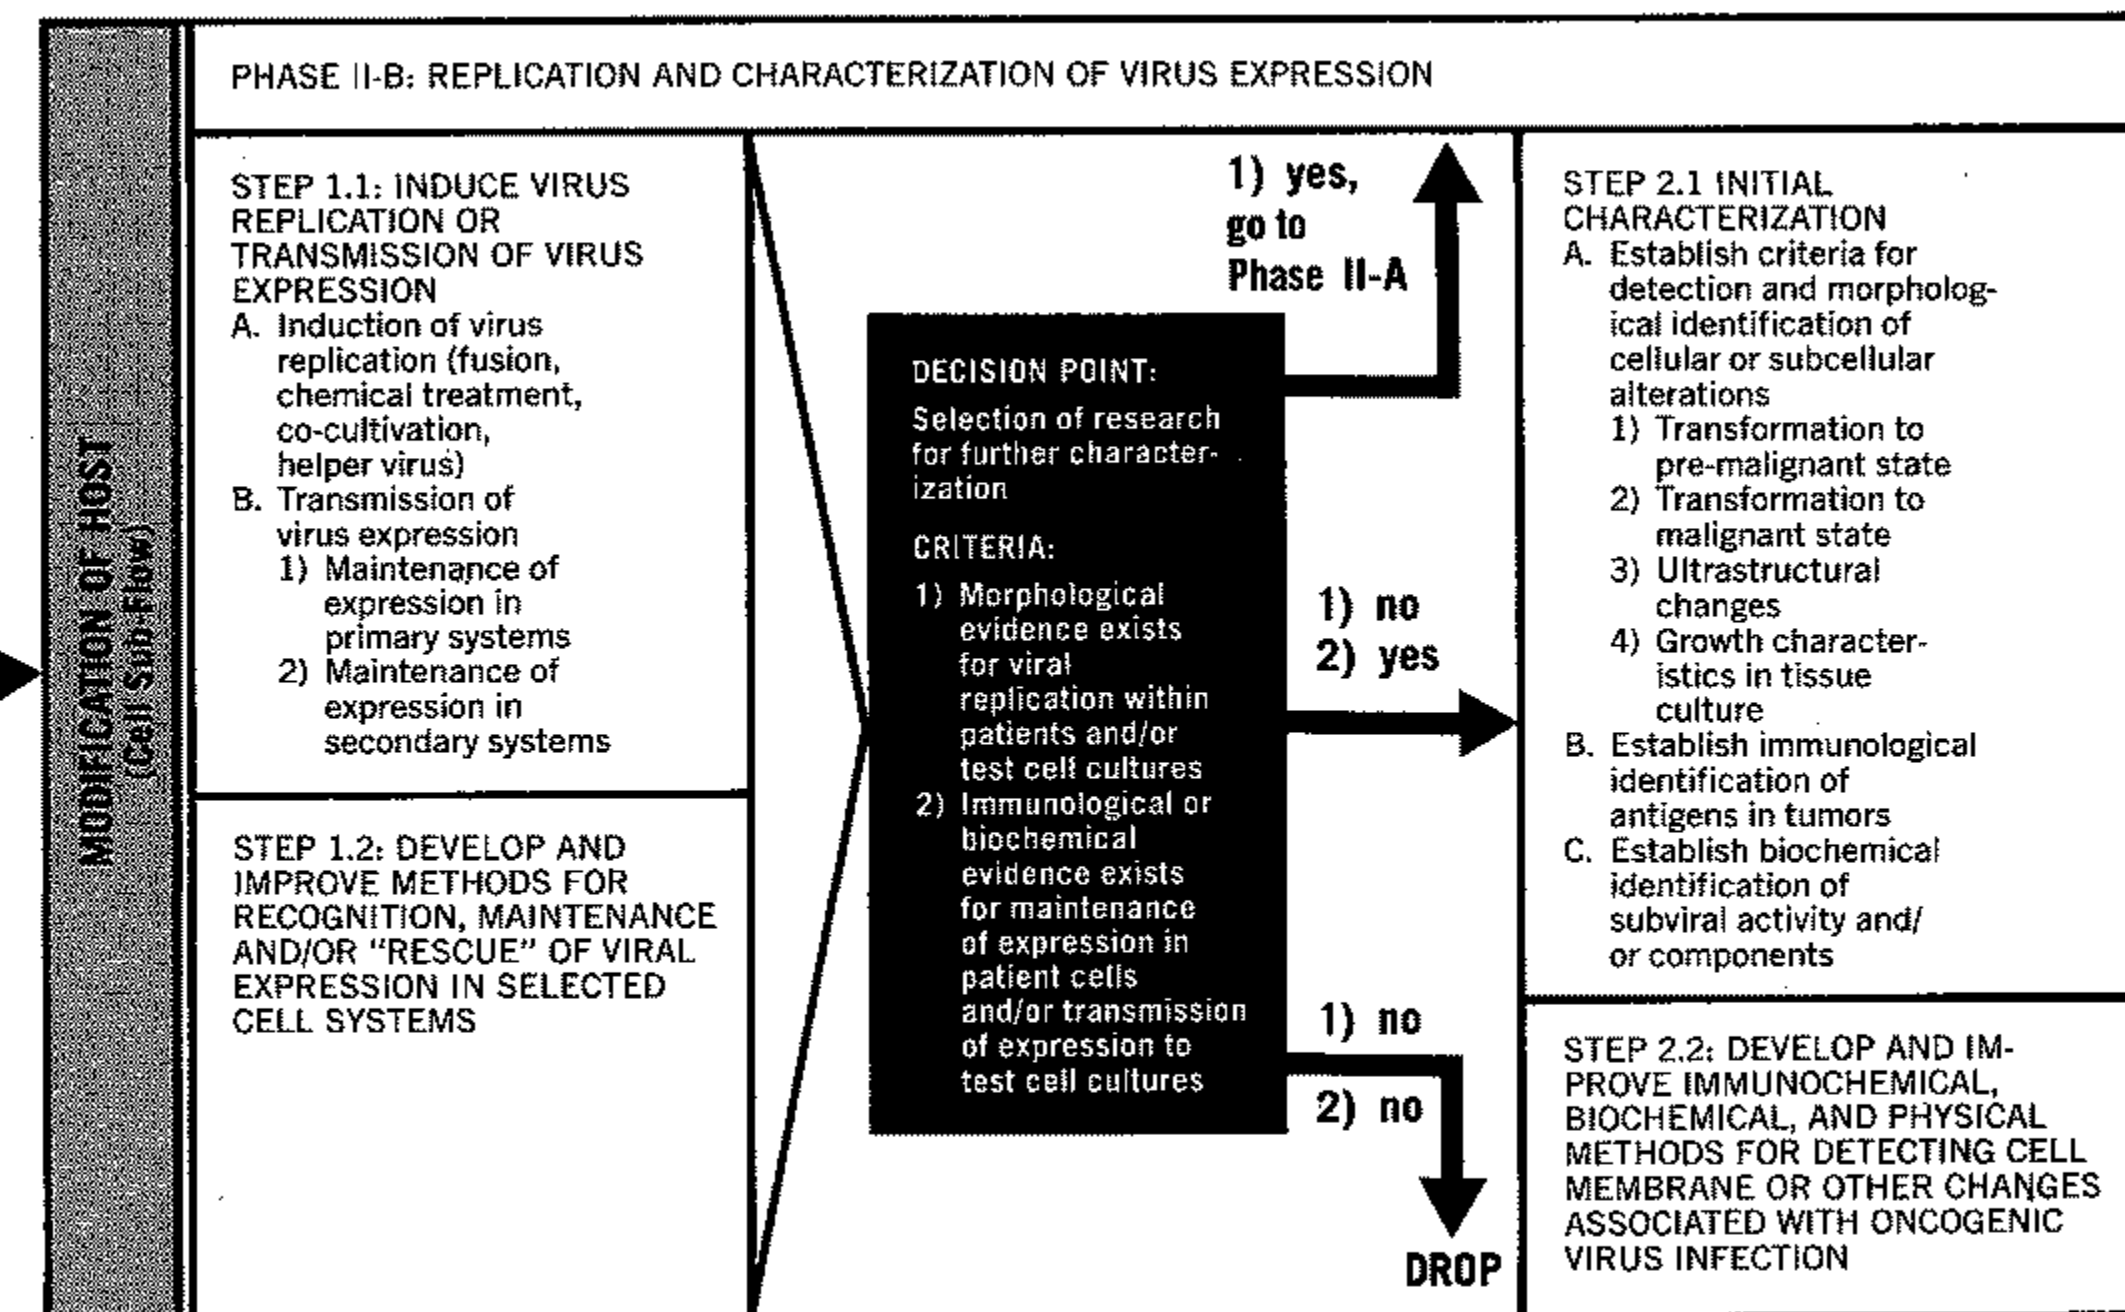 MODIFICATION OF HOST
(Cell Sub-Flow)
PHASE II-B: REPLICATION AND CHARACTERIZATION OF VIRUS EXPRESSION
STEP 1.1: INDUCE VIRUS
REPLICATION OR
TRANSMISSION OF VIRUS
EXPRESSION
A. Induction of virus
replication (fusion,
chemical treatment,
co-cultivation,
helper virus)
B. Transmission of
virus expression
1) Maintenance of
expression in
primary systems
2) Maintenance of
expression in
secondary systems
STEP 1.2: DEVELOP AND
IMPROVE METHODS FOR
RECOGNITION, MAINTENANCE
AND/OR "RESCUE" OF VIRAL
EXPRESSION IN SELECTED
CELL SYSTEMS
DECISION POINT:
Selection of research
for further character-
ization
CRITERIA:
1) Morphological
evidence exists
for viral
replication within
patients and/or
test cell cultures
2) Immunological or
biochemical
evidence exists
for maintenance
of expression in
patient cells
and/or transmission
of expression to
test cell cultures
1) yes,
go to
Phase II-A
1) no
2) yes
1) no
2) no
DROP
STEP 2.1 INITIAL
CHARACTERIZATION
A. Establish criteria for
detection and morpholog-
ical identification of
cellular or subcellular
alterations
1) Transformation to
pre-malignant state
2) Transformation to
malignant state
3) Ultrastructural
changes
4) Growth character-
istics in tissue
culture
B. Establish immunological
identification of
antigens in tumors
C. Establish biochemical
identification of
subviral activity and/
or components
STEP 2.2: DEVELOP AND IM-
PROVE IMMUNOCHEMICAL,
BIOCHEMICAL, AND PHYSICAL
METHODS FOR DETECTING CELL
MEMBRANE OR OTHER CHANGES
ASSOCIATED WITH ONCOGENIC
VIRUS INFECTION